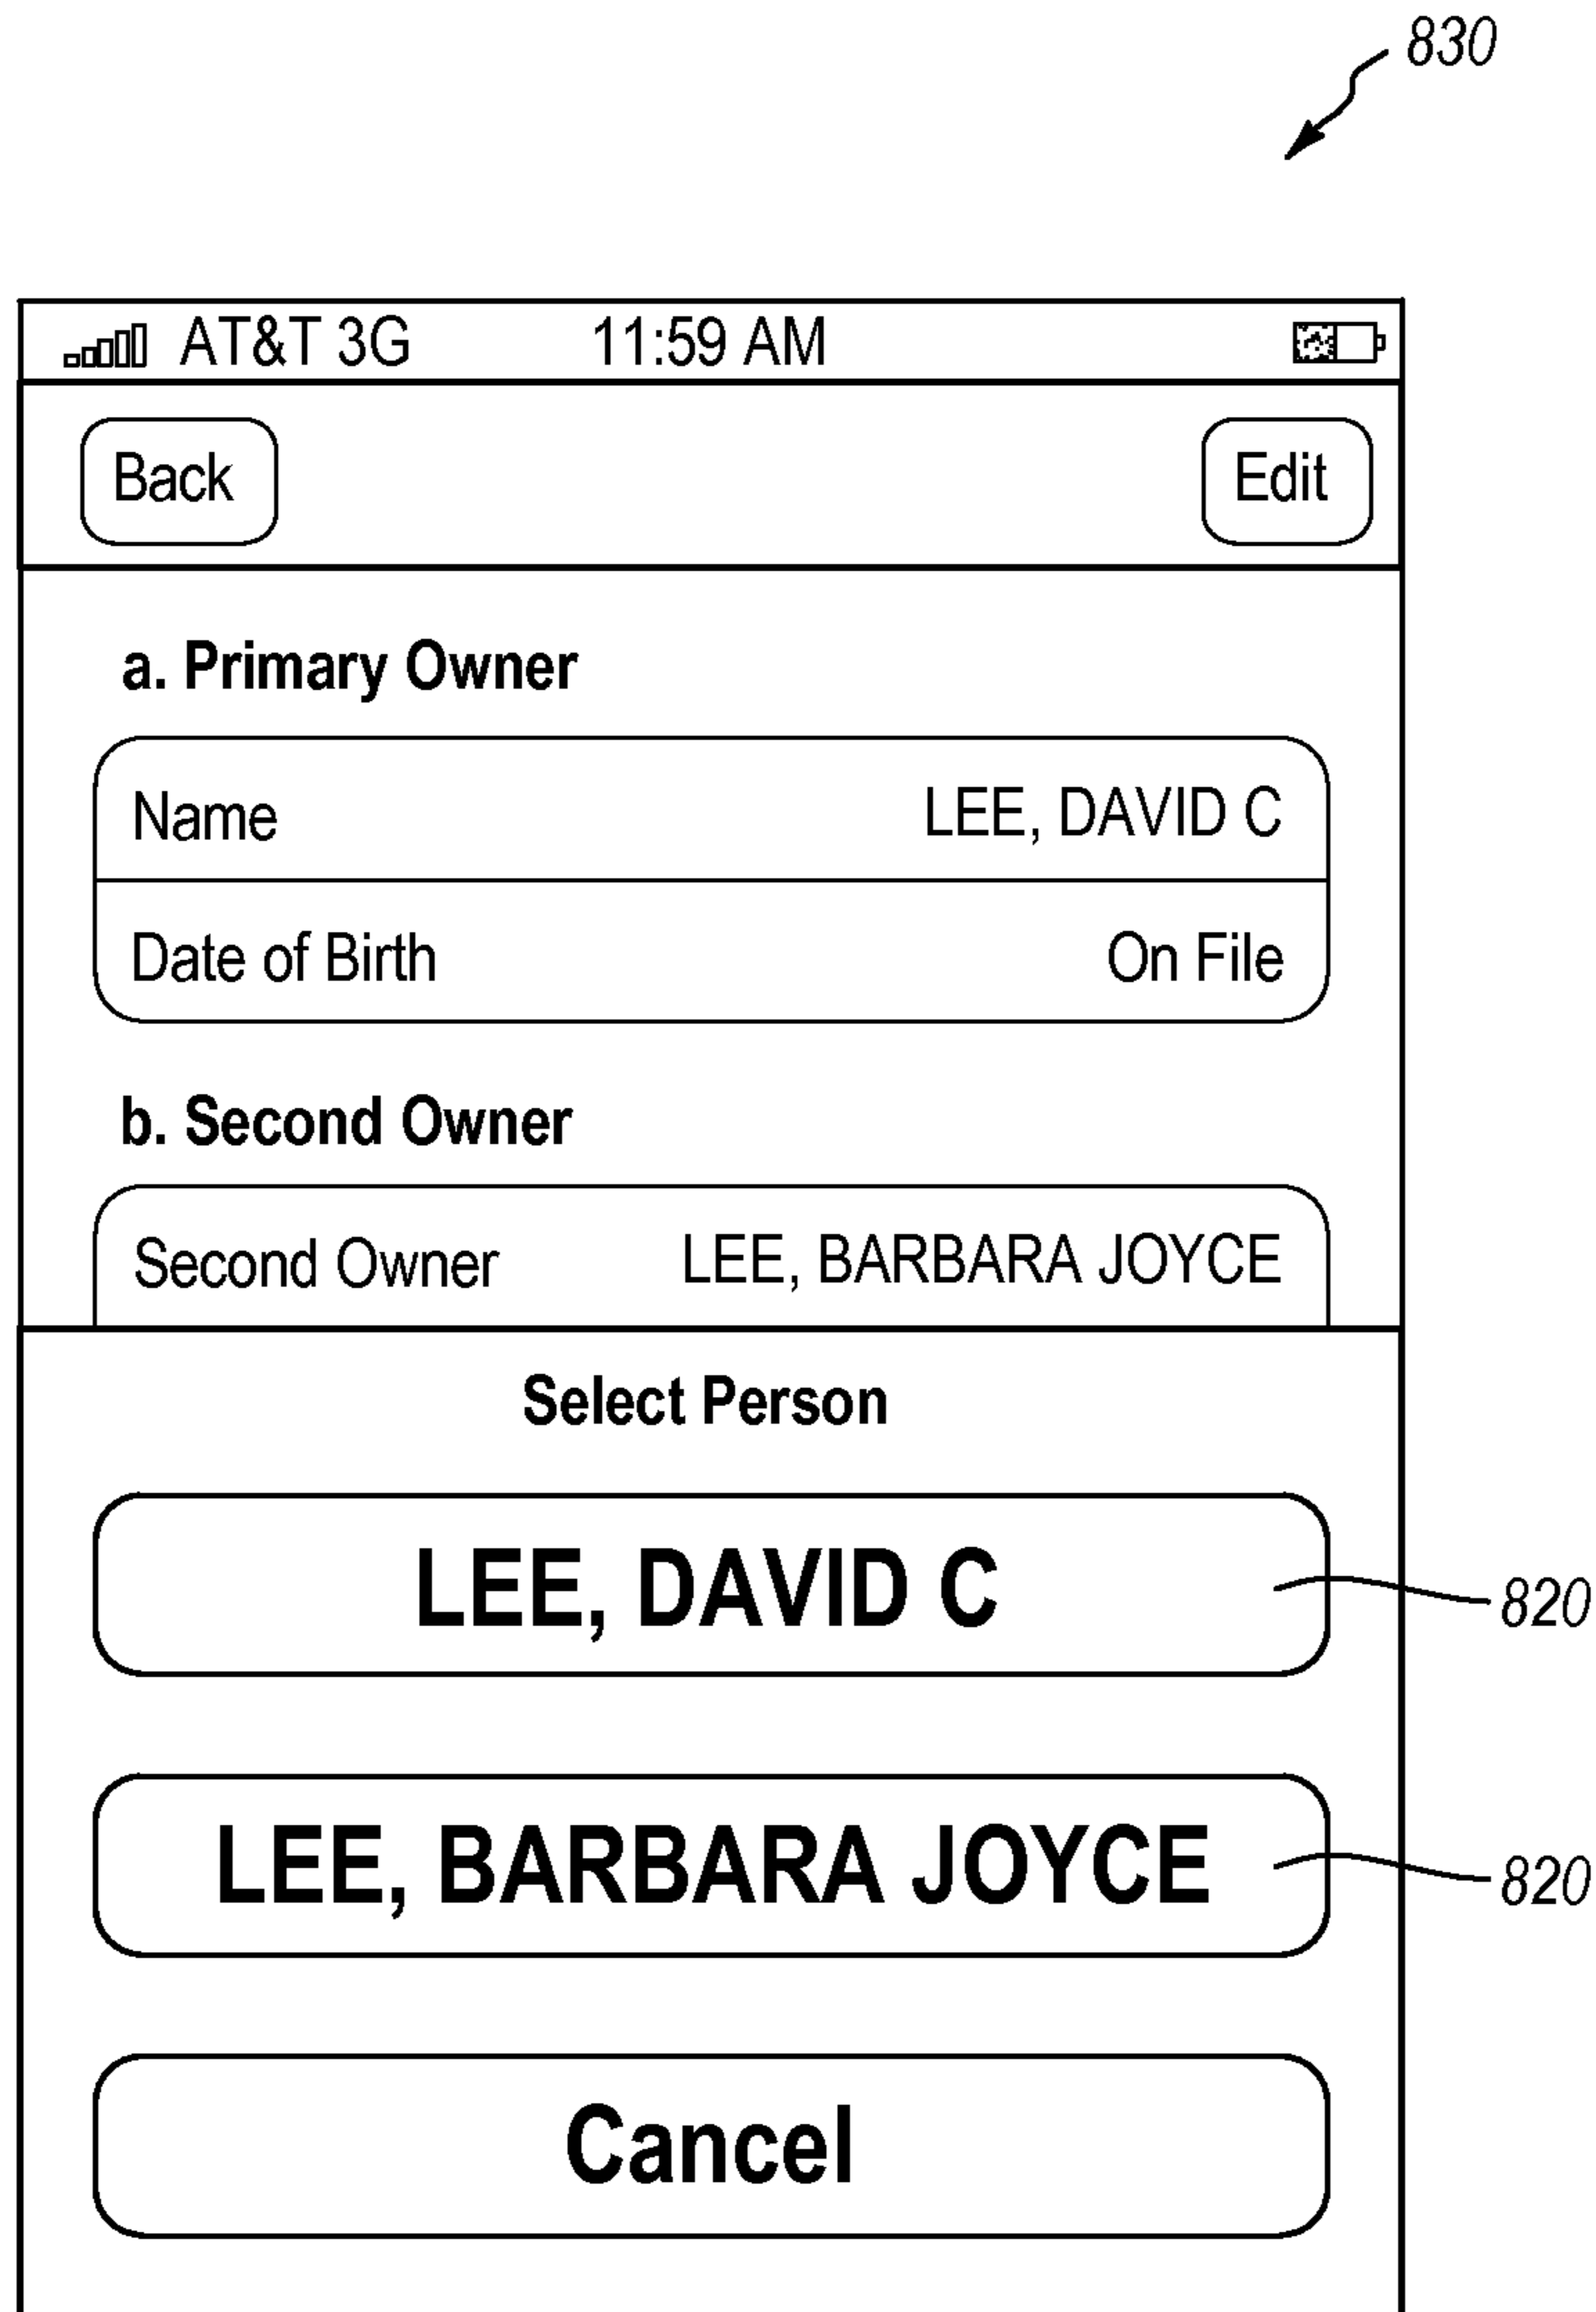 830
AT&T 3G 11:59 AM
Back Edit
a. Primary Owner
Name LEE, DAVID C
Date of Birth On File
b. Second Owner
Second Owner LEE, BARBARA JOYCE
Select Person
LEE, DAVID C 820
LEE, BARBARA JOYCE 820
Cancel